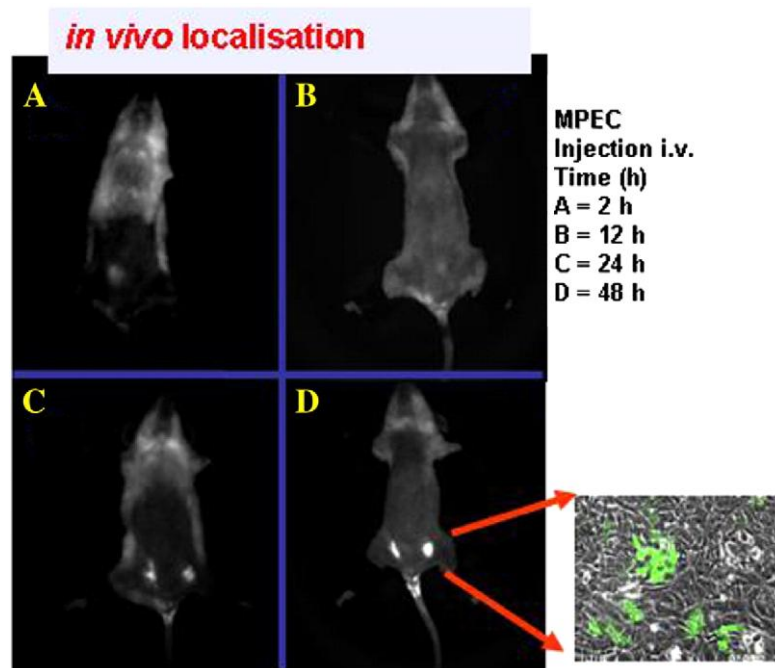 in vivo localisation
A
B
MPEC
Injection i.v.
Time (h)
A = 2 h
B = 12 h
C = 24 h
D = 48 h
C
D